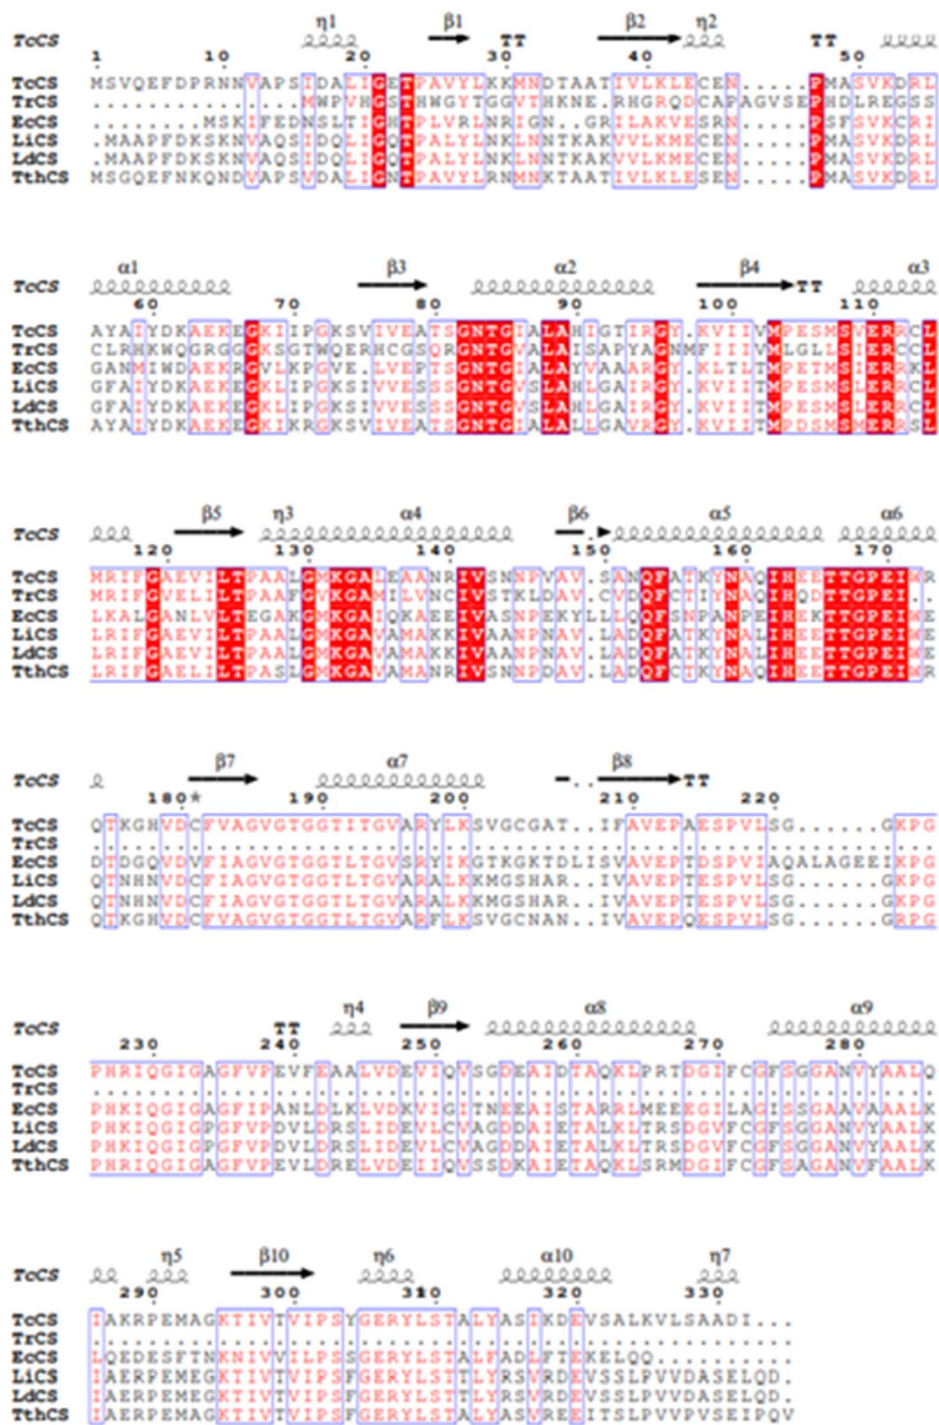 η1 β1 β2 η2
TcCS TT TT
1 10 20 30 40 50
TcCS MSVQEFDPRNNVAPSIDALIGETPAVYLKKMNDTAATIVLKLECEN.....PMASVKDRL
TrCS ...............MWPVHGSTHWGYTGGVTHKNE.RHGRQDCAPAGVSEPHDLREGSS
EcCS ........MSKIFEDNSLTIGHTPLVRLNRIGN..GRILAKVESRN.....PSFSVKCRI
LiCS .MAAPFDKSKNVAQSIDQLIGQTPALYLNKLNNTKAKVVLKMECEN.....PMASVKDRL
LdCS .MAAPFDKSKNVAQSIDQLIGQTPALYLNKLNNTKAKVVLKMECEN.....PMASVKDRL
TthCS MSGQEFNKQNDVAPSVDALIGNTPAVYLRNMNKTAATIVLKLESEN.....PMASVKDRL
α1 β3 α2 β4 α3
TcCS TT
60 70 80 90 100 110
TcCS AYAIYDKAEKEGKIIPGKSVIVEATSGNTGIALAHIGTIRGY.KVIIVMPESMSVERRCL
TrCS CLRHKWQGRGGGKSGTWQERHCGSQRGNTGVALAISAPYAGNMFIIIVMLGLLSIERCCL
EcCS GANMIWDAEKRGVLKPGVE.LVEPTSGNTGIALAYVAAARGY.KLTLTMPETMSIERRKL
LiCS GFAIYDKAEKEGKLIPGKSIVVESSSGNTGVSLAHLGAIRGY.KVIITMPESMSLERRCL
LdCS GFAIYDKAEKEGKLIPGKSIVVESSSGNTGVSLAHLGAIRGY.KVIITMPESMSLERRCL
TthCS AYAIYDKAEKEGKIKRGKSVIVEATSGNTGIALALLGAVRGY.KVIITMPDSMSMERRSL
β5 η3 α4 β6 α5 α6
TcCS
120 130 140 150 160 170
TcCS MRIFGAEVILTPAALGMKGALEAANRIVSNNPVAV.SANQFATKYNAQIHEETTGPEIWR
TrCS MRIFGVELILTPAAFGVKGAMILVNCIVSTKLDAV.CVDQFCTIYNAQIHQDTTGPEI..
EcCS LKALGANLVLTEGAKGMKGAIQKAEEIVASNPEKYLLLQQFSNPANPEIHEKTTGPEIWE
LiCS LRIFGAEVILTPAALGMKGAVAMAKKIVAANPNAV.LADQFATKYNALIHEETTGPEIWE
LdCS LRIFGAEVILTPAALGMKGAVAMAKKIVAANPNAV.LADQFATKYNALIHEETTGPEIWE
TthCS LRIFGAELILTPASLGMKGAVAMANRIVSNNPDAV.LADQFCTKYNAQIHEETTGPEIWR
β7 α7 β8
TcCS TT
180 * 190 200 210 220
TcCS QTKGHVDCFVAGVGTGGTITGVARYLKSVGCGAT..IFAVEPAESPVLSG......GKPG
TrCS ............................................................
EcCS DTDGQVDVFIAGVGTGGTLTGVSRYIKGTKGKTDLISVAVEPTDSPVIAQALAGEEIKPG
LiCS QTNHNVDCFIAGVGTGGTLTGVARALKKMGSHAR..IVAVEPTESPVLSG......GKPG
LdCS QTNHNVDCFIAGVGTGGTLTGVARALKKMGSHAR..IVAVEPTESPVLSG......GKPG
TthCS QTKGHVDCFVAGVGTGGTLTGVARFLKSVGCNAN..IVAVEPQESPVLSG......GRPG
η4 β9 α8 α9
TcCS TT
230 240 250 260 270 280
TcCS PHRIQGIGAGFVPEVFEAALVDEVIQVSGDEAIDTAQKLPRTDGIFCGFSGGANVYAALQ
TrCS ............................................................
EcCS PHKIQGIGAGFIPANLDLKLVDKVIGITNEEAISTARRLMEEEGILAGISSGAAVAAALK
LiCS PHKIQGIGPGFVPDVLDRSLIDEVLCVAGDDAIETALKLTRSDGVFCGFSGGANVYAALK
LdCS PHKIQGIGPGFVPDVLDRSLIDEVLCVAGDDAIETALKLTRSDGVFCGFSGGANVYAALK
TthCS PHRIQGIGAGFVPEVLDRELVDEIIQVSSDKAIETAQKLSRMDGIFCGFSAGANVFAALK
η5 β10 η6 α10 η7
TcCS
290 300 310 320 330
TcCS IAKRPEMAGKTIVTVIPSYGERYLSTALYASIKDEVSALKVLSAADI...
TrCS ..................................................
EcCS LQEDESFTNKNIVVILPSSGERYLSTALFADLFTEKELQQ..........
LiCS IAERPEMEGKTIVTVIPSFGERYLSTTLYRSVRDEVSSLPVVDASELQD.
LdCS IAERPEMEGKTIVTVIPSFGERYLSTTLYRSVRDEVSSLPVVDASELQD.
TthCS IAERPEMAGKTIVTVIPSFGERYLSTALYASVREEITSLPVVPVSEIPQV